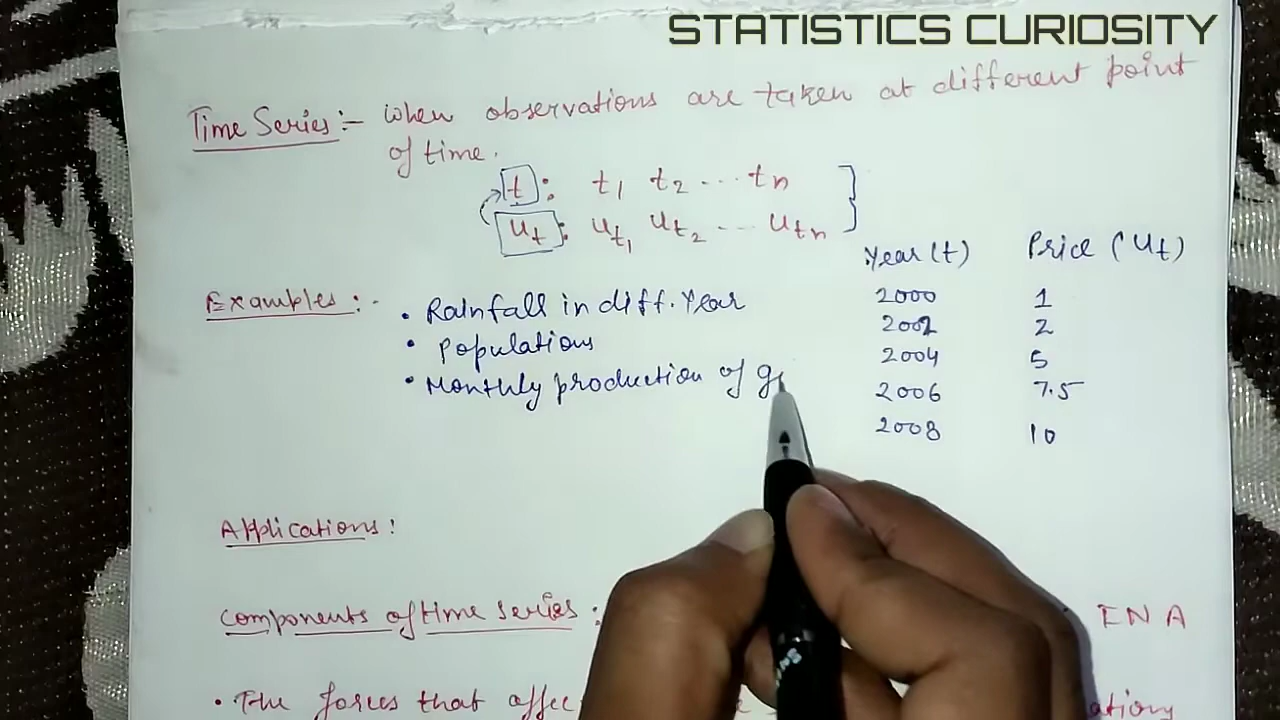 STATISTICS CURIOSITY
Time Series:- When observations are taken at different point
of time.
t : t1 t2 ... tn
ut : ut1 ut2 ... utn
Year (t) Price (ut)
2000 1
2002 2
2004 5
2006 7.5
2008 10
Examples :-
• Rainfall in diff. Year
• Populations
• Monthly production of
Applications :
Components of time series : ENA
• The forces that